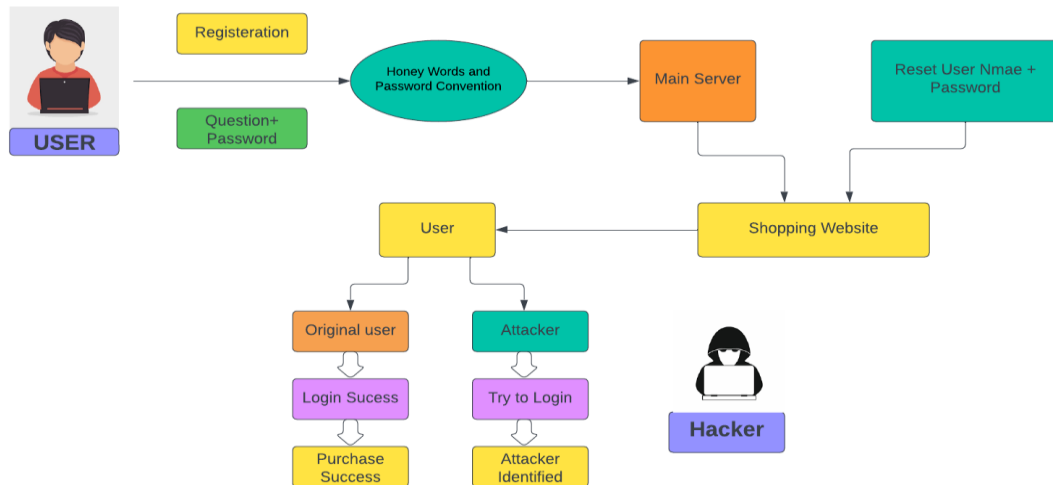 Registeration
Honey Words and
Password Convention
Main Server
Reset User Nmae +
Password
Question+
Password
USER
User
Shopping Website
Original user
Attacker
Login Sucess
Try to Login
Hacker
Purchase
Success
Attacker
Identified